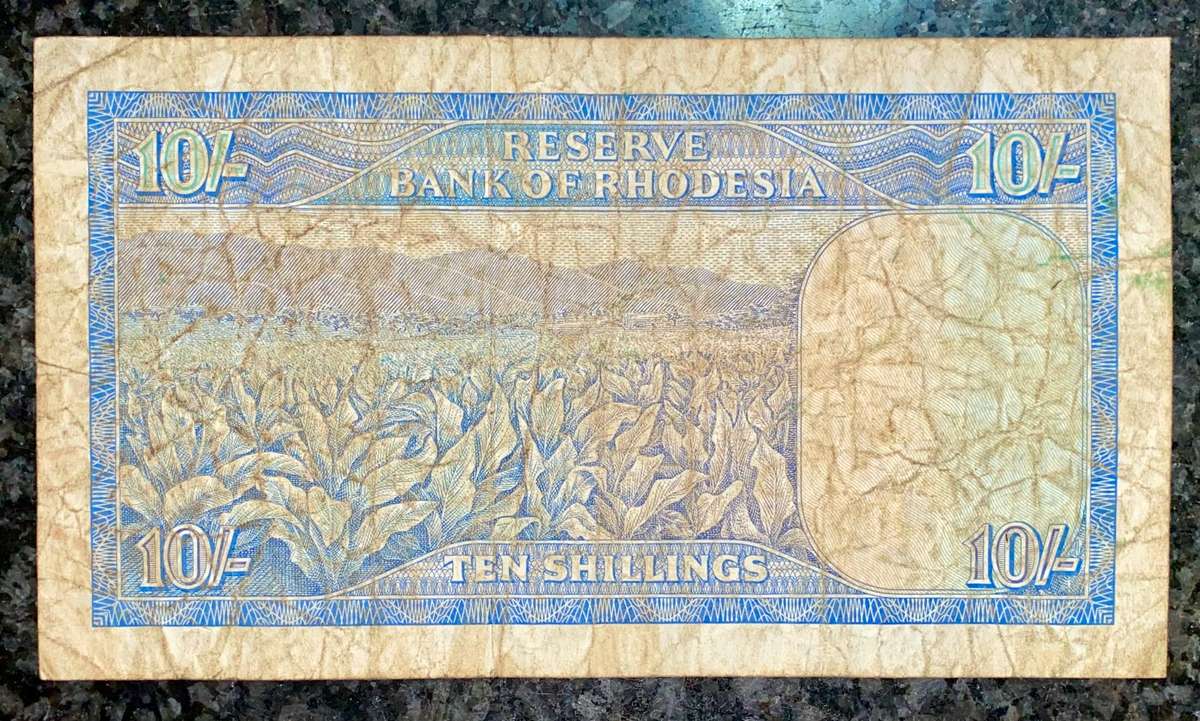 10/- RESERVE 10/-
BANK OF RHODESIA
10/- TEN SHILLINGS 10/-